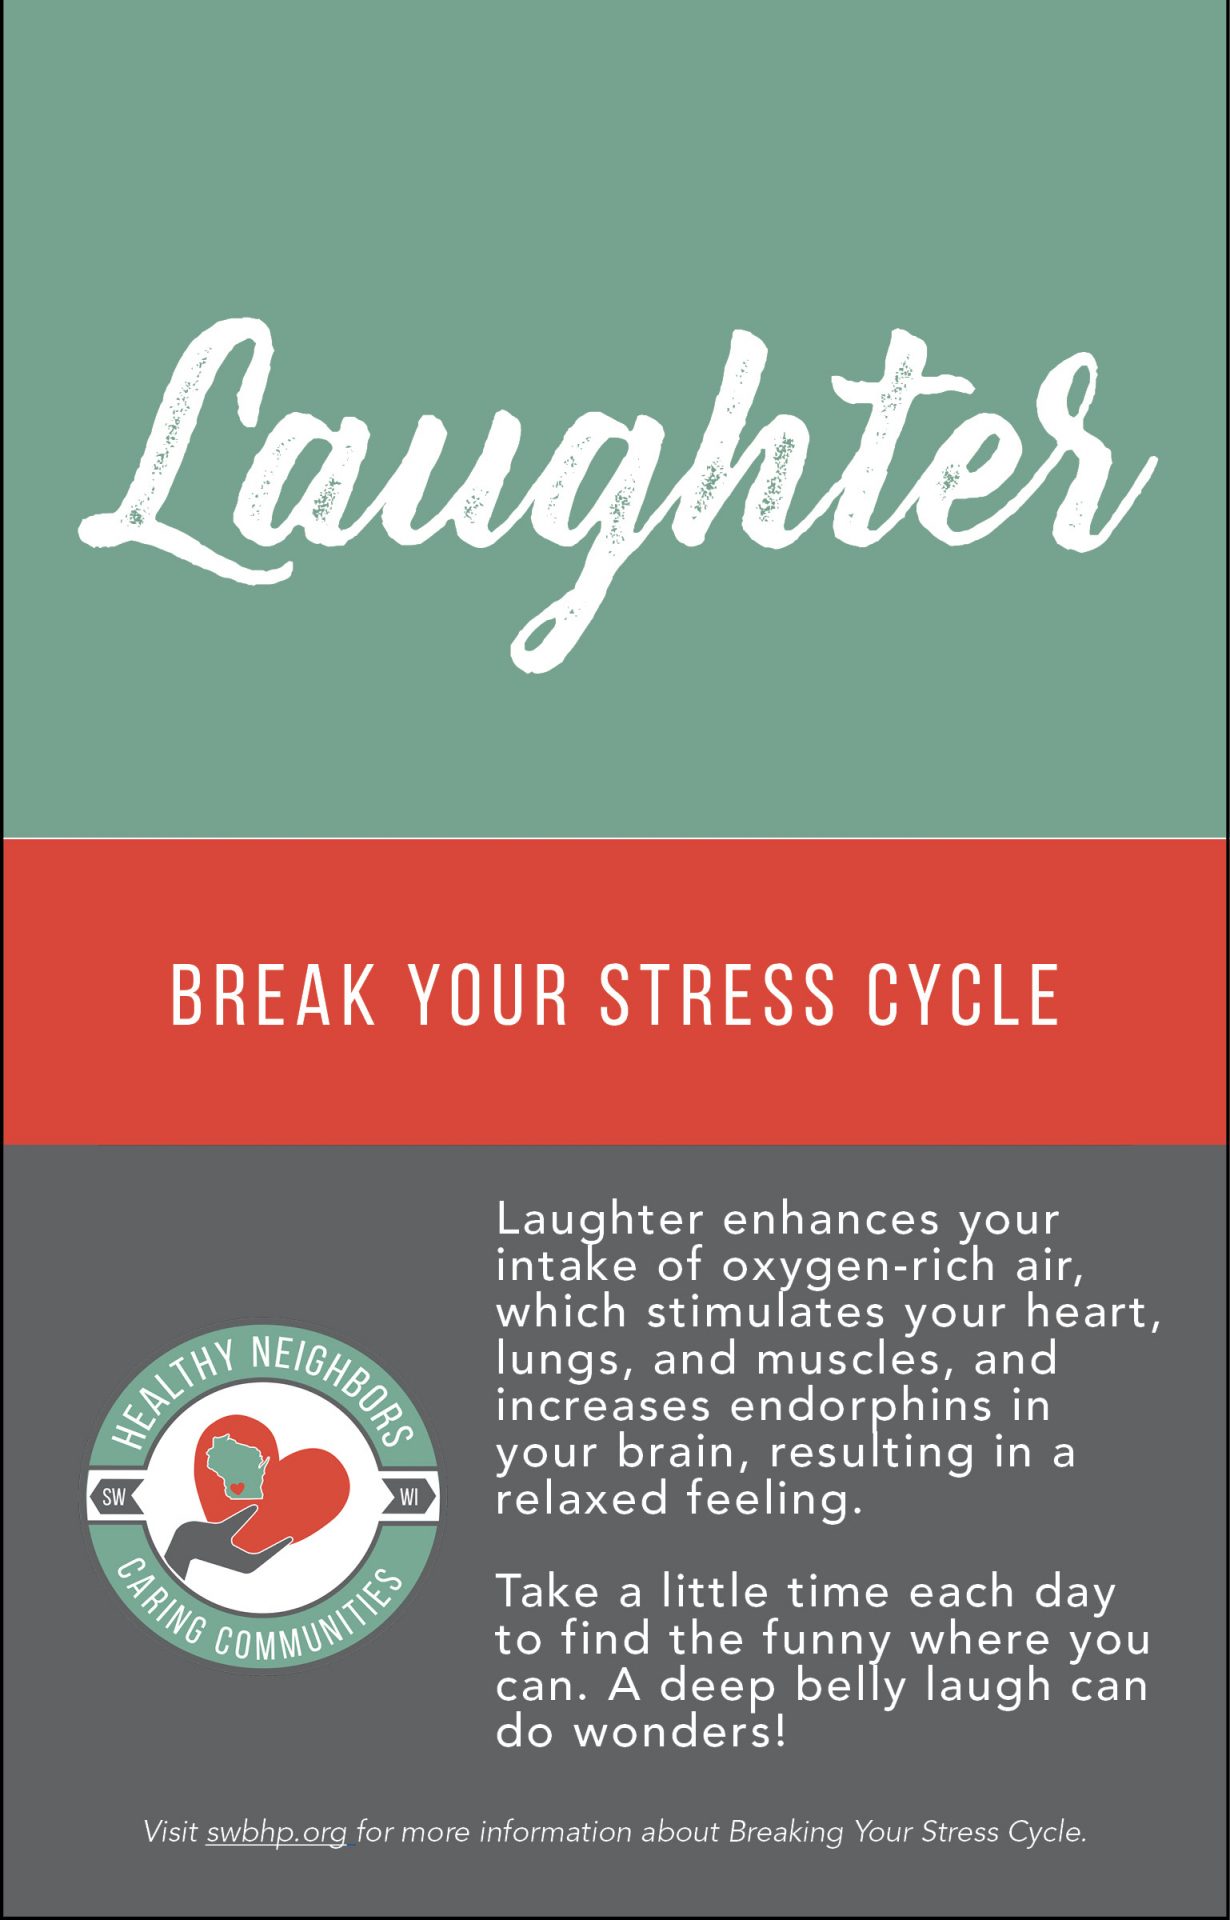 Laughter
BREAK YOUR STRESS CYCLE
Laughter enhances your
intake of oxygen-rich air,
which stimulates your heart,
lungs, and muscles, and
increases endorphins in
your brain, resulting in a
relaxed feeling.
HEALTHY NEIGHBORS
SW
WI
CARING COMMUNITIES
Take a little time each day
to find the funny where you
can. A deep belly laugh can
do wonders!
Visit swbhp.org for more information about Breaking Your Stress Cycle.